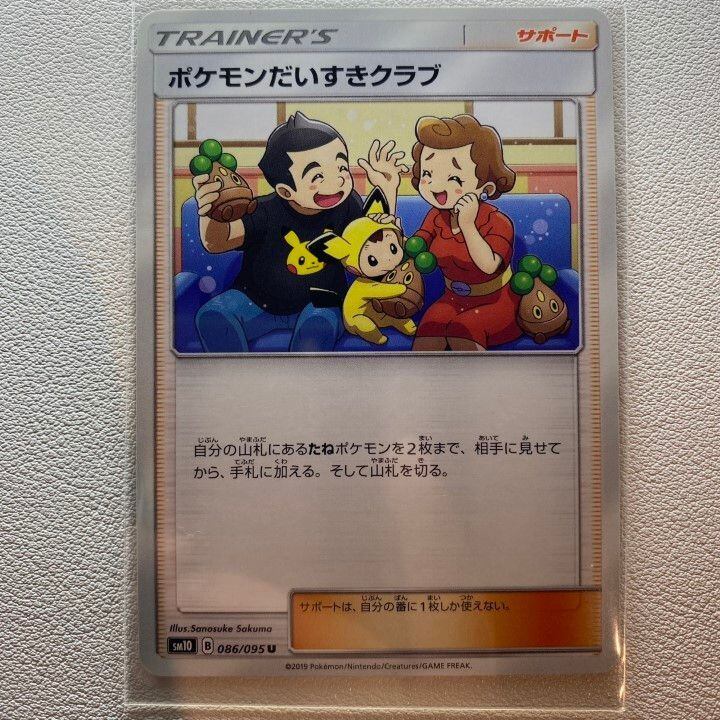 TRAINER'S
サポート
ポケモンだいすきクラブ
自分の山札にあるたねポケモンを2枚まで、相手に見せて
から、手札に加える。そして山札を切る。
サポートは、自分の番に1枚しか使えない。
Illus.Sanosuke Sakuma
SM10 B 086/095 U
©2019 Pokémon/Nintendo/Creatures/GAME FREAK.